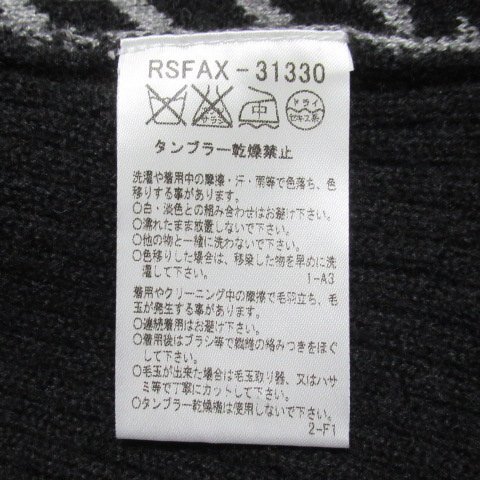 RSFAX-31330
エンソ サラシ
中
ドライ
セキユ系
タンブラー乾燥禁止
洗濯や着用中の摩擦・汗・雨等で色落ち、色
移りする事があります。
○白・淡色との組み合わせはお避け下さい。
○濡れたまま放置しないで下さい。
○他の物と一緒に洗わないで下さい。
○色移りした場合は、移染した物を早めに洗
濯して下さい。
1-A3
着用やクリーニング中の摩擦で毛羽立ち、毛
玉が発生する事があります。
○連続着用はお避け下さい。
○着用後はブラシ等で繊維の絡みつきをほぐ
して下さい。
○毛玉が出来た場合は毛玉取り器、又はハサ
ミ等で丁寧にカットして下さい。
○タンブラー乾燥機は使用しないで下さい。
2-F1